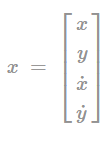 x = [x
y
ẋ
ẏ]